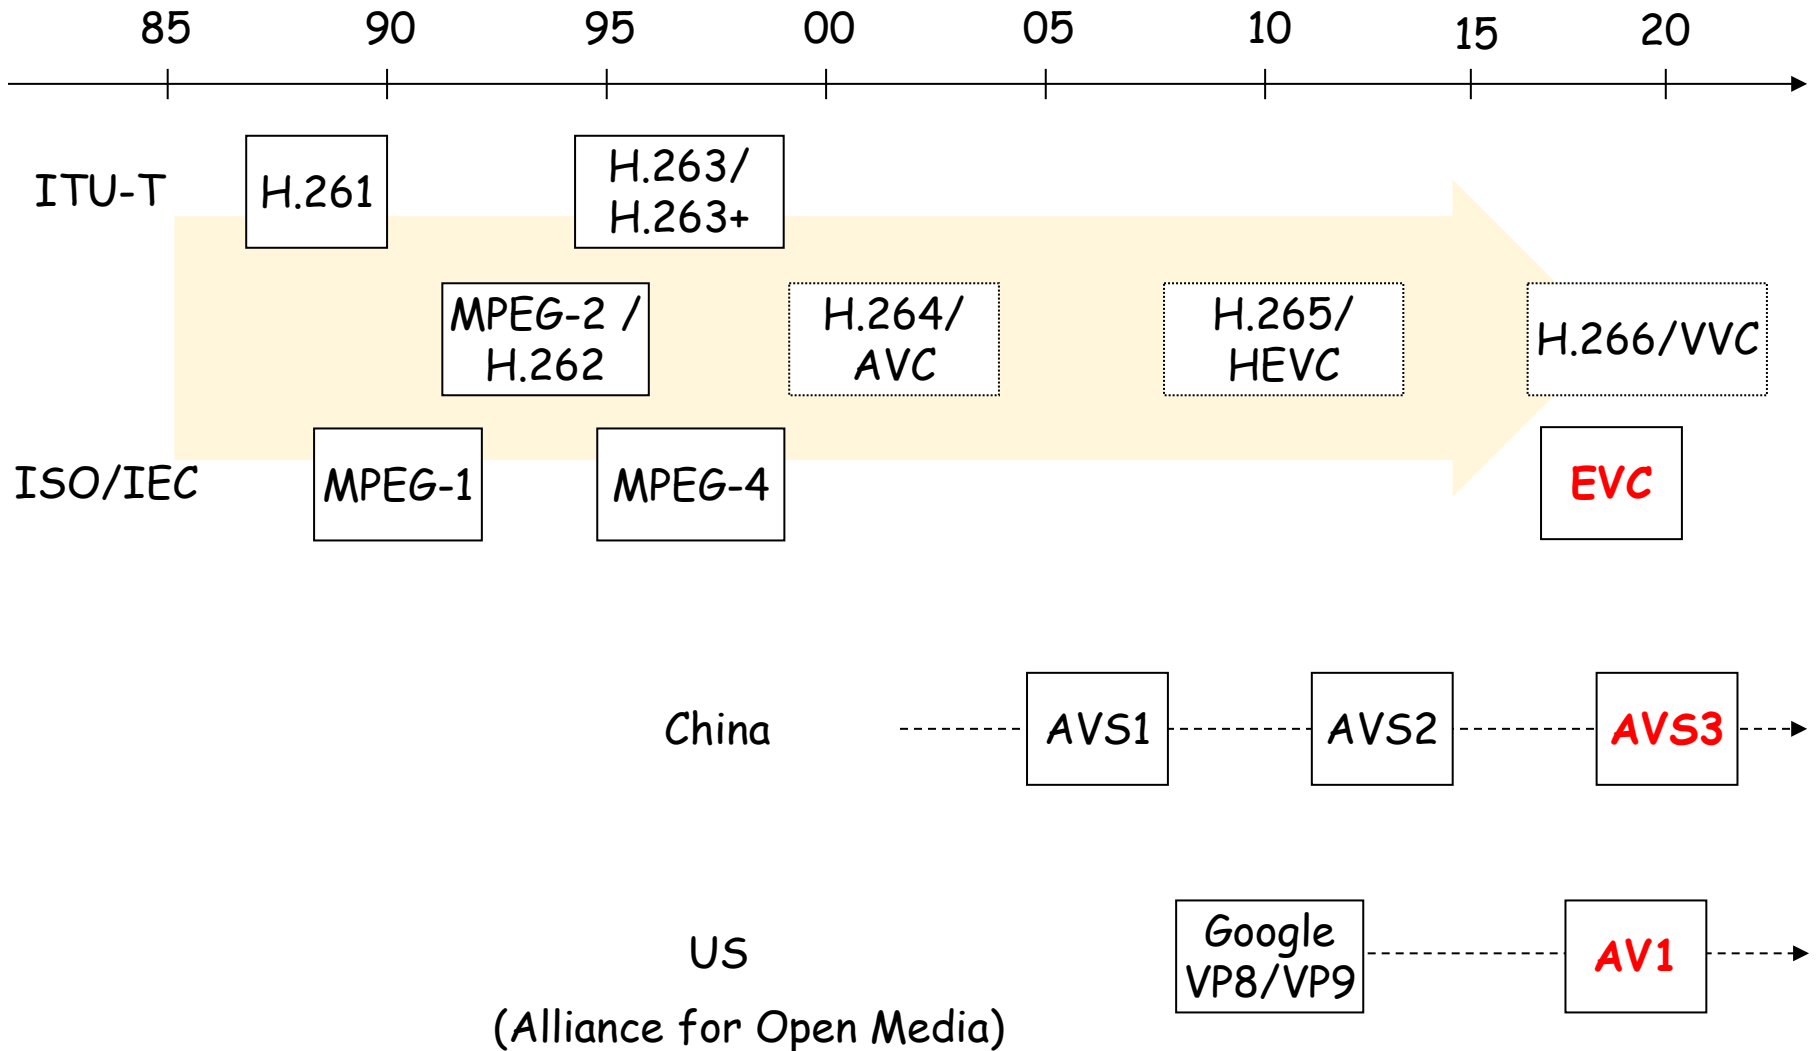 85 90 95 00 05 10 15 20
ITU-T
H.261
H.263/
H.263+
MPEG-2 /
H.262
H.264/
AVC
H.265/
HEVC
H.266/VVC
ISO/IEC
MPEG-1
MPEG-4
EVC
China
AVS1
AVS2
AVS3
US
(Alliance for Open Media)
Google
VP8/VP9
AV1